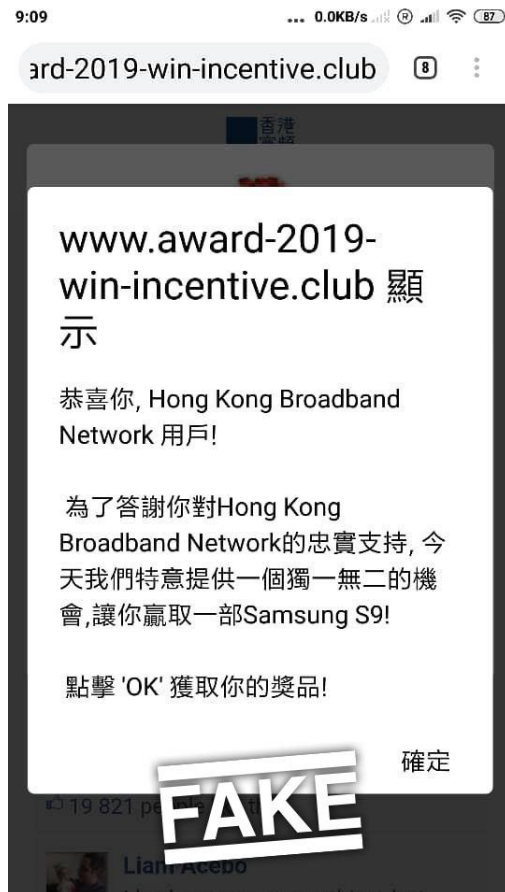 9:09
... 0.0KB/s
R
87
ard-2019-win-incentive.club
8
香港
寬頻
www.award-2019-
win-incentive.club 顯
示
恭喜你, Hong Kong Broadband
Network 用戶!
為了答謝你對Hong Kong
Broadband Network的忠實支持, 今
天我們特意提供一個獨一無二的機
會,讓你贏取一部Samsung S9!
點擊 'OK' 獲取你的獎品!
確定
FAKE
19 821 people
Liam Acebo